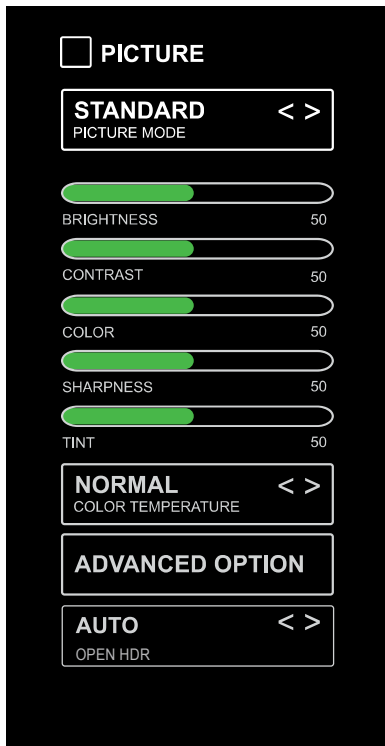 PICTURE
STANDARD < >
PICTURE MODE
BRIGHTNESS 50
CONTRAST 50
COLOR 50
SHARPNESS 50
TINT 50
NORMAL < >
COLOR TEMPERATURE
ADVANCED OPTION
AUTO < >
OPEN HDR